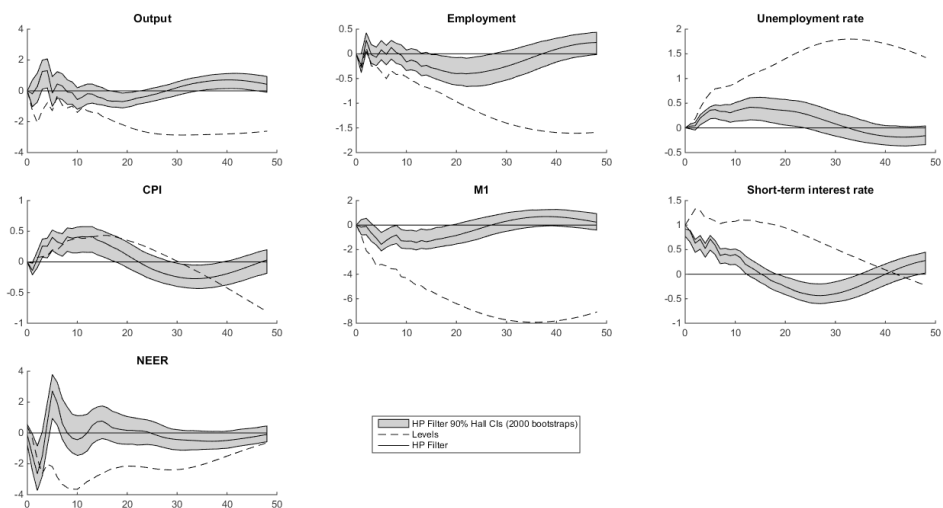 Output
4
2
0
-2
-4
0 10 20 30 40 50
Employment
0.5
0
-0.5
-1
-1.5
-2
0 10 20 30 40 50
Unemployment rate
2
1.5
1
0.5
0
-0.5
0 10 20 30 40 50
CPI
1
0.5
0
-0.5
-1
0 10 20 30 40 50
M1
2
0
-2
-4
-6
-8
0 10 20 30 40 50
Short-term interest rate
1.5
1
0.5
0
-0.5
-1
0 10 20 30 40 50
NEER
4
2
0
-2
-4
0 10 20 30 40 50
HP Filter 90% Hall CIs (2000 bootstraps)
Levels
HP Filter